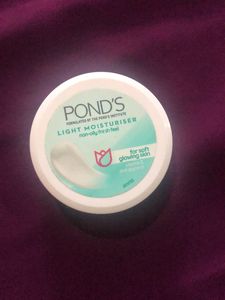 POND'S
FORMULATED BY THE POND'S INSTITUTE
LIGHT MOISTURISER
non-oily fresh feel
for soft
glowing skin